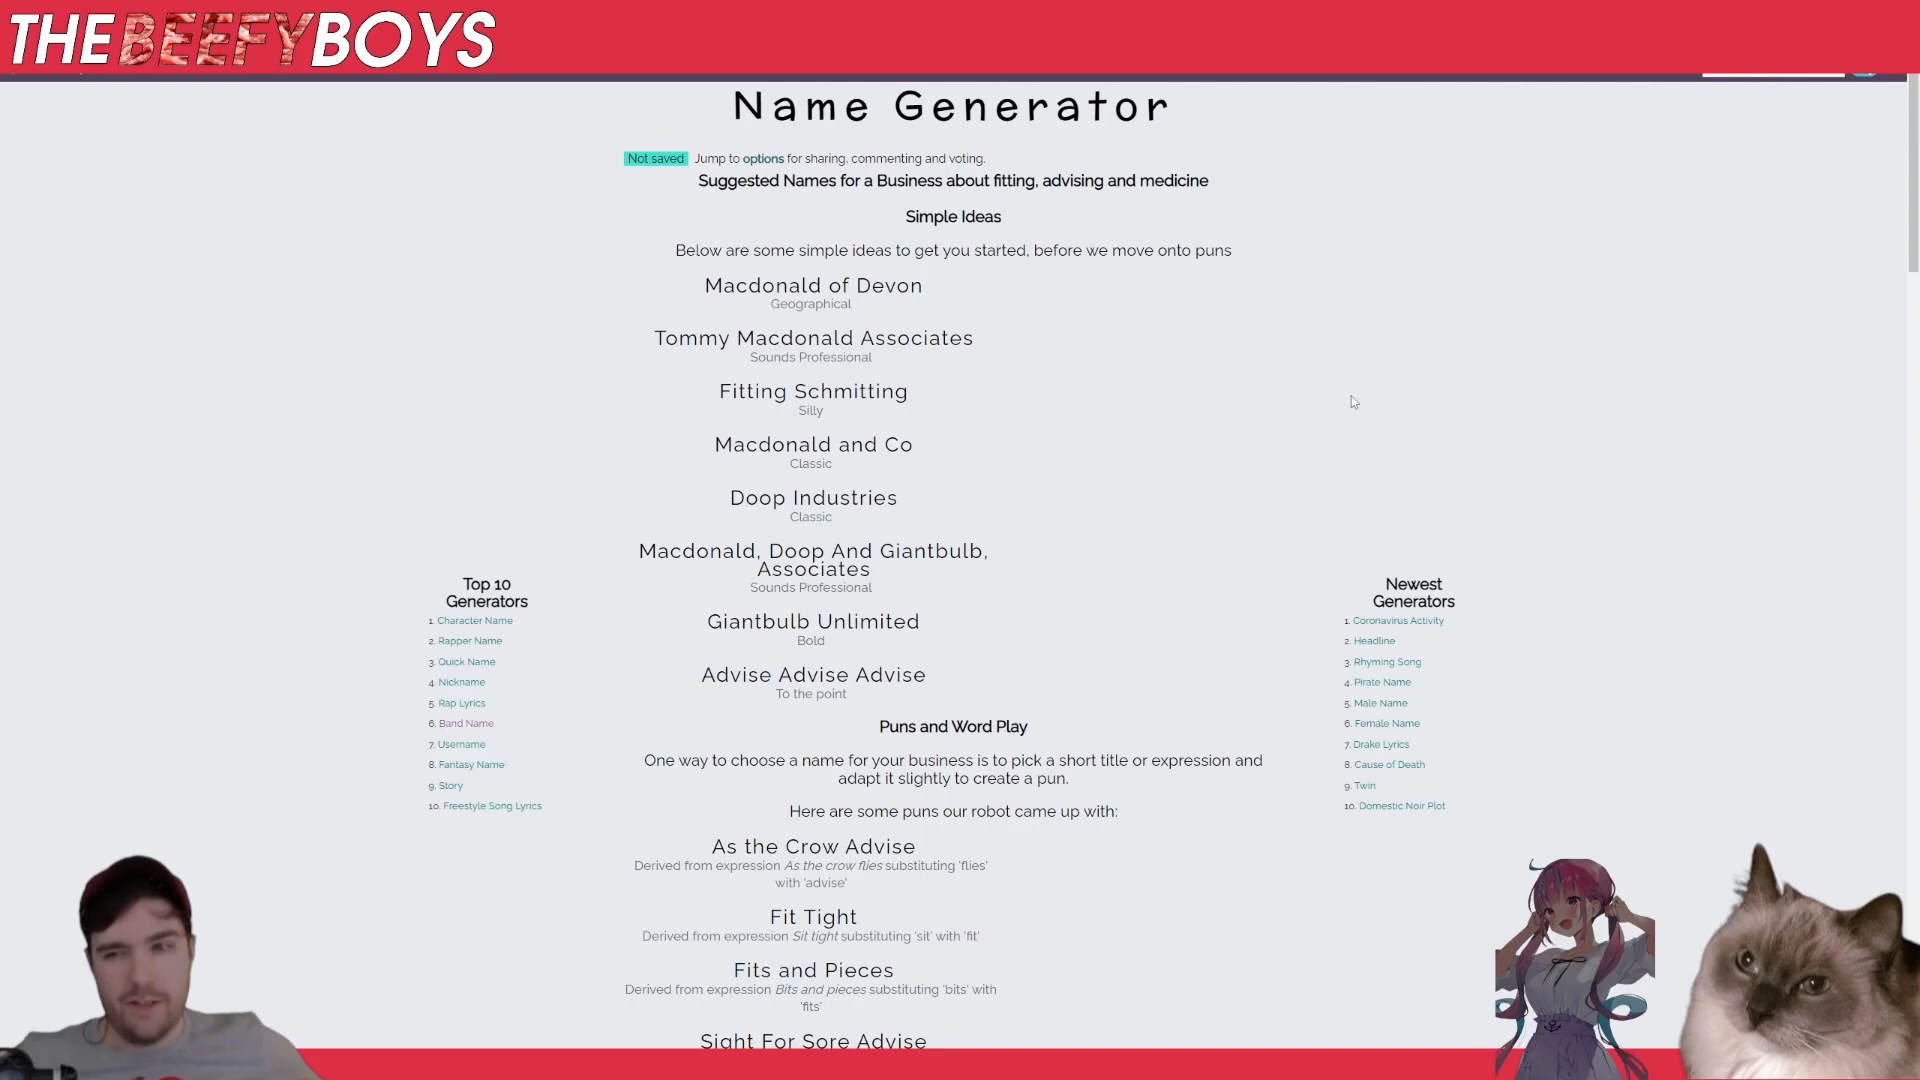 THE BEEFY BOYS
Name Generator
Not saved Jump to options for sharing, commenting and voting.
Suggested Names for a Business about fitting, advising and medicine
Simple Ideas
Below are some simple ideas to get you started, before we move onto puns
Macdonald of Devon
Geographical
Tommy Macdonald Associates
Sounds Professional
Fitting Schmitting
Silly
Macdonald and Co
Classic
Doop Industries
Classic
Macdonald, Doop And Giantbulb,
Associates
Sounds Professional
Giantbulb Unlimited
Bold
Advise Advise Advise
To the point
Puns and Word Play
One way to choose a name for your business is to pick a short title or expression and
adapt it slightly to create a pun.
Here are some puns our robot came up with:
As the Crow Advise
Derived from expression As the crow flies substituting 'flies'
with 'advise'
Fit Tight
Derived from expression Sit tight substituting 'sit' with 'fit'
Fits and Pieces
Derived from expression Bits and pieces substituting 'bits' with
'fits'
Sight For Sore Advise
Top 10
Generators
1. Character Name
2. Rapper Name
3. Quick Name
4. Nickname
5. Rap Lyrics
6. Band Name
7. Username
8. Fantasy Name
9. Story
10. Freestyle Song Lyrics
Newest
Generators
1. Coronavirus Activity
2. Headline
3. Rhyming Song
4. Pirate Name
5. Male Name
6. Female Name
7. Drake Lyrics
8. Cause of Death
9. Twin
10. Domestic Noir Plot